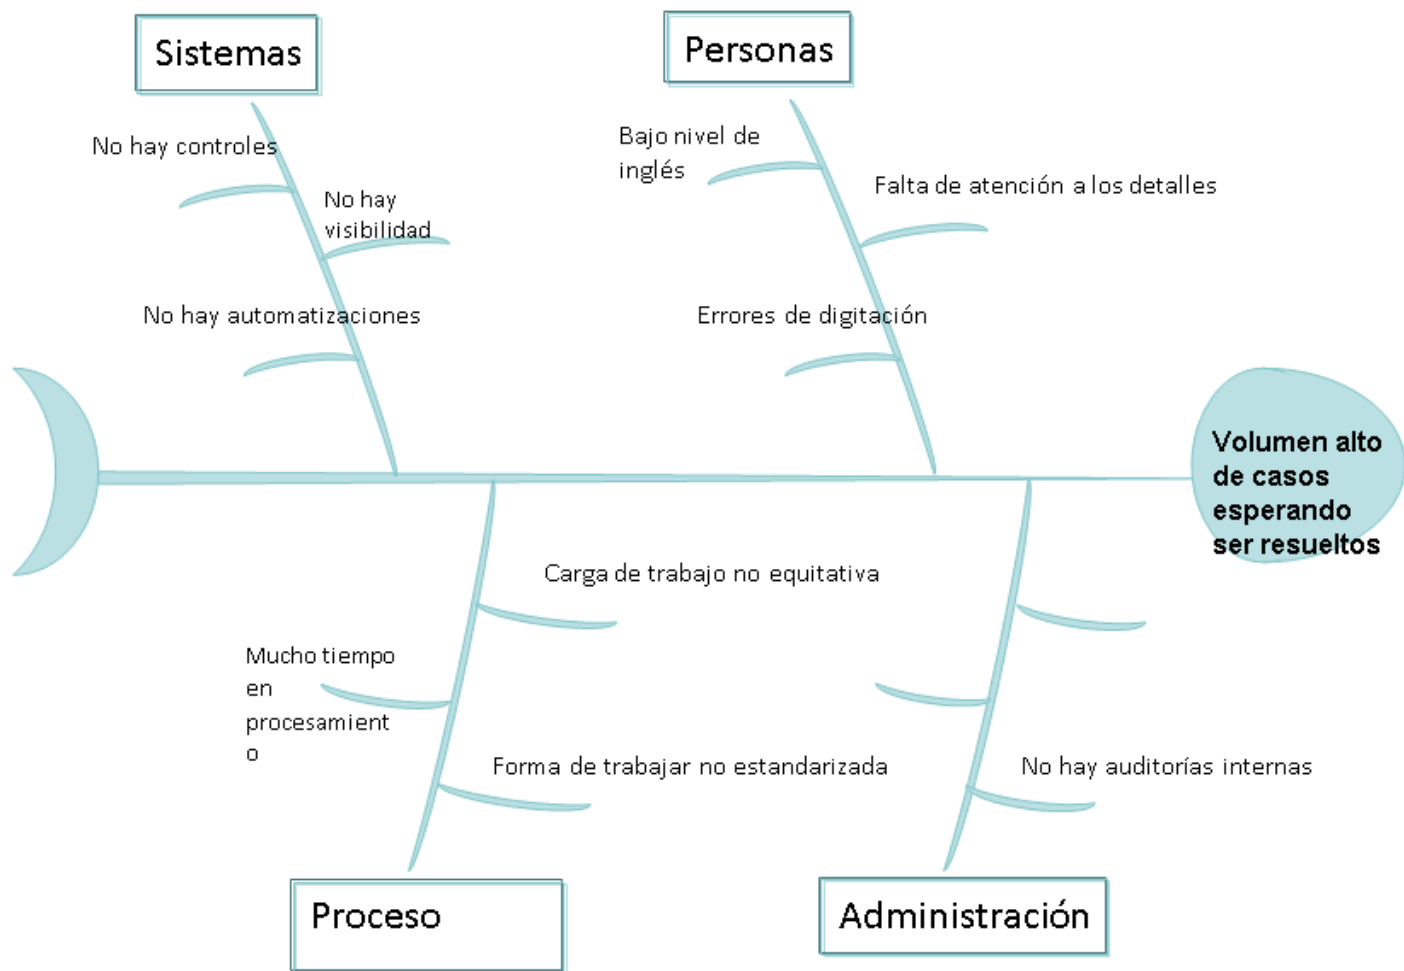 Sistemas
Personas
No hay controles
No hay
visibilidad
No hay automatizaciones
Bajo nivel de
inglés
Falta de atención a los detalles
Errores de digitación
Volumen alto
de casos
esperando
ser resueltos
Carga de trabajo no equitativa
Mucho tiempo
en
procesamient
o
Forma de trabajar no estandarizada
No hay auditorías internas
Proceso
Administración